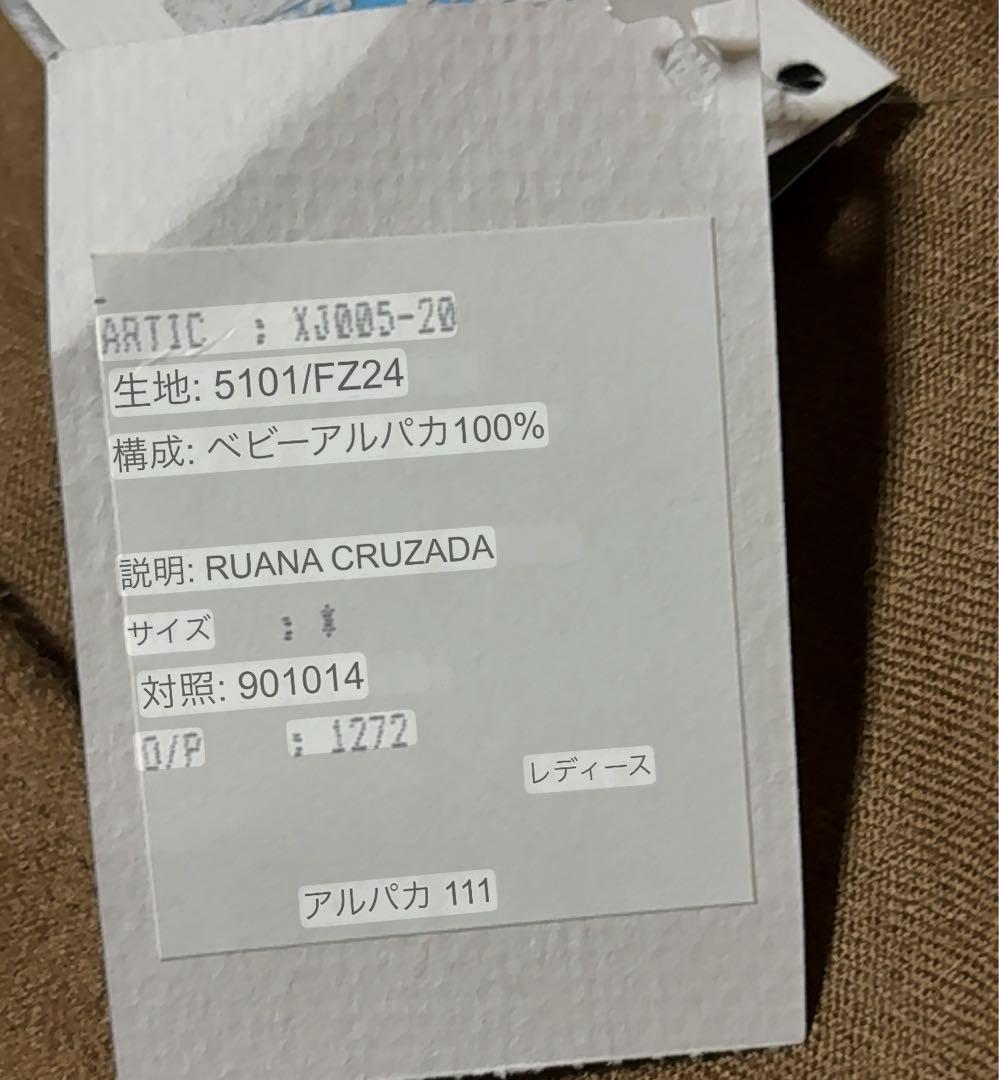 ARTIC : XJ005-20
生地: 5101/FZ24
構成: ベビーアルパカ100%
説明: RUANA CRUZADA
サイズ : *
対照: 901014
O/P : 1272
レディース
アルパカ 111